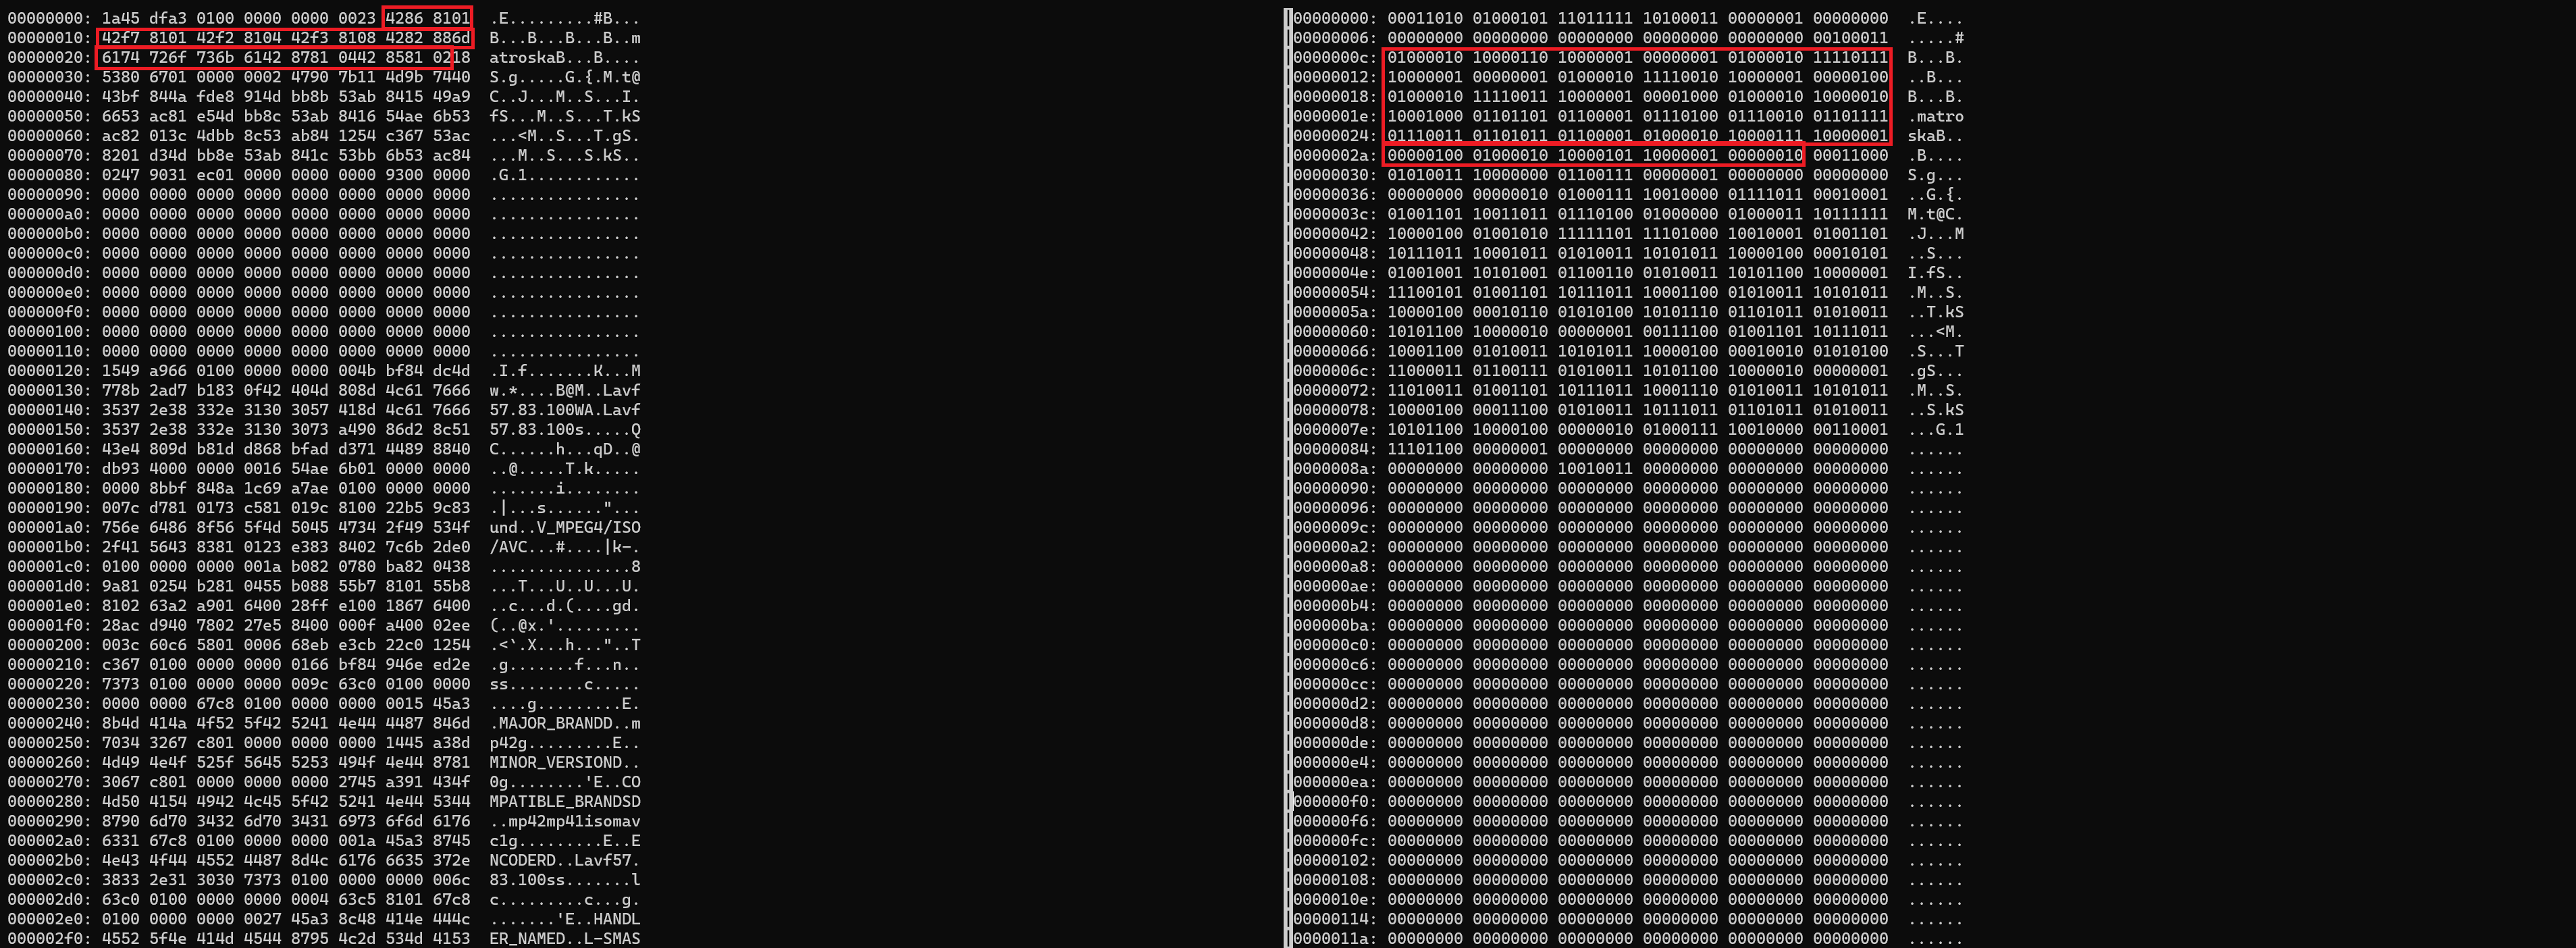 00000000: 1a45 dfa3 0100 0000 0000 0023 4286 8101  .E.........#B...
00000010: 42f7 8101 42f2 8104 42f3 8108 4282 886d  B...B...B...B..m
00000020: 6174 726f 736b 6142 8781 0442 8581 0218  atroskaB...B....
00000030: 5380 6701 0000 0002 4790 7b11 4d9b 7440  S.g.....G.{.M.t@
00000040: 43bf 844a fde8 914d bb8b 53ab 8415 49a9  C..J...M..S...I.
00000050: 6653 ac81 e54d bb8c 53ab 8416 54ae 6b53  fS...M..S...T.kS
00000060: ac82 013c 4dbb 8c53 ab84 1254 c367 53ac  ...<M..S...T.gS.
00000070: 8201 d34d bb8e 53ab 841c 53bb 6b53 ac84  ...M..S...S.kS..
00000080: 0247 9031 ec01 0000 0000 0000 9300 0000  .G.1............
00000090: 0000 0000 0000 0000 0000 0000 0000 0000  ................
000000a0: 0000 0000 0000 0000 0000 0000 0000 0000  ................
000000b0: 0000 0000 0000 0000 0000 0000 0000 0000  ................
000000c0: 0000 0000 0000 0000 0000 0000 0000 0000  ................
000000d0: 0000 0000 0000 0000 0000 0000 0000 0000  ................
000000e0: 0000 0000 0000 0000 0000 0000 0000 0000  ................
000000f0: 0000 0000 0000 0000 0000 0000 0000 0000  ................
00000100: 0000 0000 0000 0000 0000 0000 0000 0000  ................
00000110: 0000 0000 0000 0000 0000 0000 0000 0000  ................
00000120: 1549 a966 0100 0000 0000 004b bf84 dc4d  .I.f.......K...M
00000130: 778b 2ad7 b183 0f42 404d 808d 4c61 7666  w.*....B@M..Lavf
00000140: 3537 2e38 332e 3130 3057 418d 4c61 7666  57.83.100WA.Lavf
00000150: 3537 2e38 332e 3130 3073 a490 86d2 8c51  57.83.100s.....Q
00000160: 43e4 809d b81d d868 bfad d371 4489 8840  C......h...qD..@
00000170: db93 4000 0000 0016 54ae 6b01 0000 0000  ..@.....T.k.....
00000180: 0000 8bbf 848a 1c69 a7ae 0100 0000 0000  .......i........
00000190: 007c d781 0173 c581 019c 8100 22b5 9c83  .|...s......"...
000001a0: 756e 6486 8f56 5f4d 5045 4734 2f49 534f  und..V_MPEG4/ISO
000001b0: 2f41 5643 8381 0123 e383 8402 7c6b 2de0  /AVC...#....|k-.
000001c0: 0100 0000 0000 001a b082 0780 ba82 0438  ...............8
000001d0: 9a81 0254 b281 0455 b088 55b7 8101 55b8  ...T...U..U...U.
000001e0: 8102 63a2 a901 6400 28ff e100 1867 6400  ..c...d.(....gd.
000001f0: 28ac d940 7802 27e5 8400 000f a400 02ee  (..@x.'.........
00000200: 003c 60c6 5801 0006 68eb e3cb 22c0 1254  .<`.X...h..."..T
00000210: c367 0100 0000 0000 0166 bf84 946e ed2e  .g.......f...n..
00000220: 7373 0100 0000 0000 009c 63c0 0100 0000  ss........c.....
00000230: 0000 0000 67c8 0100 0000 0000 0015 45a3  ....g.........E.
00000240: 8b4d 414a 4f52 5f42 5241 4e44 4487 846d  .MAJOR_BRANDD..m
00000250: 7034 3267 c801 0000 0000 0000 1445 a38d  p42g.........E..
00000260: 4d49 4e4f 525f 5645 5253 494f 4e44 8781  MINOR_VERSIOND..
00000270: 3067 c801 0000 0000 0000 2745 a391 434f  0g........'E..CO
00000280: 4d50 4154 4942 4c45 5f42 5241 4e44 5344  MPATIBLE_BRANDSD
00000290: 8790 6d70 3432 6d70 3431 6973 6f6d 6176  ..mp42mp41isomav
000002a0: 6331 67c8 0100 0000 0000 001a 45a3 8745  c1g.........E..E
000002b0: 4e43 4f44 4552 4487 8d4c 6176 6635 372e  NCODERD..Lavf57.
000002c0: 3833 2e31 3030 7373 0100 0000 0000 006c  83.100ss.......l
000002d0: 63c0 0100 0000 0000 0004 63c5 8101 67c8  c.........c...g.
000002e0: 0100 0000 0000 0027 45a3 8c48 414e 444c  .......'E..HANDL
000002f0: 4552 5f4e 414d 4544 8795 4c2d 534d 4153  ER_NAMED..L-SMAS
00000000: 00011010 01000101 11011111 10100011 00000001 00000000  .E....
00000006: 00000000 00000000 00000000 00000000 00000000 00100011  .....#
0000000c: 01000010 10000110 10000001 00000001 01000010 11110111  B...B.
00000012: 10000001 00000001 01000010 11110010 10000001 00000100  ..B...
00000018: 01000010 11110011 10000001 00001000 01000010 10000010  B...B.
0000001e: 10001000 01101101 01100001 01110100 01110010 01101111  .matro
00000024: 01110011 01101011 01100001 01000010 10000111 10000001  skaB..
0000002a: 00000100 01000010 10000101 10000001 00000010 00011000  .B....
00000030: 01010011 10000000 01100111 00000001 00000000 00000000  S.g...
00000036: 00000000 00000010 01000111 10010000 01111011 00010001  ..G.{.
0000003c: 01001101 10011011 01110100 01000000 01000011 10111111  M.t@C.
00000042: 10000100 01001010 11111101 11101000 10010001 01001101  .J...M
00000048: 10111011 10001011 01010011 10101011 10000100 00010101  ..S...
0000004e: 01001001 10101001 01100110 01010011 10101100 10000001  I.fS..
00000054: 11100101 01001101 10111011 10001100 01010011 10101011  .M..S.
0000005a: 10000100 00010110 01010100 10101110 01101011 01010011  ..T.kS
00000060: 10101100 10000010 00000001 00111100 01001101 10111011  ...<M.
00000066: 10001100 01010011 10101011 10000100 00010010 01010100  .S...T
0000006c: 11000011 01100111 01010011 10101100 10000010 00000001  .gS...
00000072: 11010011 01001101 10111011 10001110 01010011 10101011  .M..S.
00000078: 10000100 00011100 01010011 10111011 01101011 01010011  ..S.kS
0000007e: 10101100 10000100 00000010 01000111 10010000 00110001  ...G.1
00000084: 11101100 00000001 00000000 00000000 00000000 00000000  ......
0000008a: 00000000 00000000 10010011 00000000 00000000 00000000  ......
00000090: 00000000 00000000 00000000 00000000 00000000 00000000  ......
00000096: 00000000 00000000 00000000 00000000 00000000 00000000  ......
0000009c: 00000000 00000000 00000000 00000000 00000000 00000000  ......
000000a2: 00000000 00000000 00000000 00000000 00000000 00000000  ......
000000a8: 00000000 00000000 00000000 00000000 00000000 00000000  ......
000000ae: 00000000 00000000 00000000 00000000 00000000 00000000  ......
000000b4: 00000000 00000000 00000000 00000000 00000000 00000000  ......
000000ba: 00000000 00000000 00000000 00000000 00000000 00000000  ......
000000c0: 00000000 00000000 00000000 00000000 00000000 00000000  ......
000000c6: 00000000 00000000 00000000 00000000 00000000 00000000  ......
000000cc: 00000000 00000000 00000000 00000000 00000000 00000000  ......
000000d2: 00000000 00000000 00000000 00000000 00000000 00000000  ......
000000d8: 00000000 00000000 00000000 00000000 00000000 00000000  ......
000000de: 00000000 00000000 00000000 00000000 00000000 00000000  ......
000000e4: 00000000 00000000 00000000 00000000 00000000 00000000  ......
000000ea: 00000000 00000000 00000000 00000000 00000000 00000000  ......
000000f0: 00000000 00000000 00000000 00000000 00000000 00000000  ......
000000f6: 00000000 00000000 00000000 00000000 00000000 00000000  ......
000000fc: 00000000 00000000 00000000 00000000 00000000 00000000  ......
00000102: 00000000 00000000 00000000 00000000 00000000 00000000  ......
00000108: 00000000 00000000 00000000 00000000 00000000 00000000  ......
0000010e: 00000000 00000000 00000000 00000000 00000000 00000000  ......
00000114: 00000000 00000000 00000000 00000000 00000000 00000000  ......
0000011a: 00000000 00000000 00000000 00000000 00000000 00000000  ......